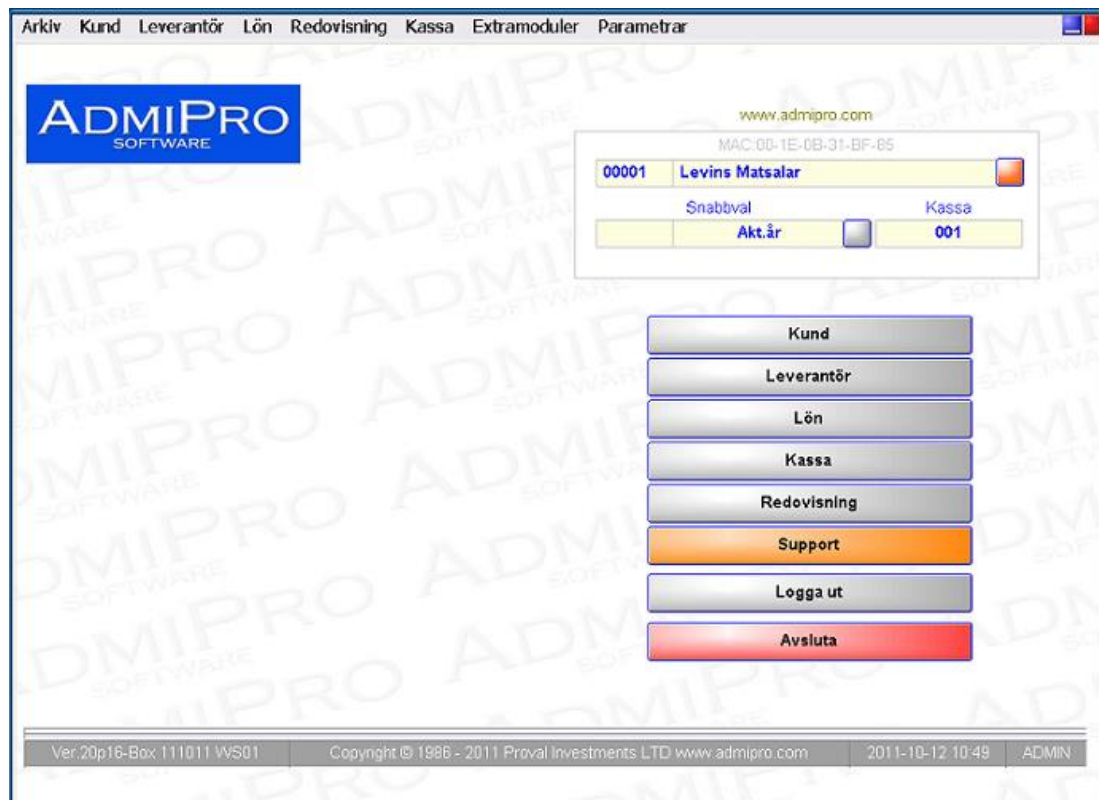 Arkiv Kund Leverantör Lön Redovisning Kassa Extramoduler Parametrar
ADMIPRO
SOFTWARE
www.admipro.com
MAC:00-1E-0B-31-BF-65
00001 Levins Matsalar
Snabbval Kassa
Akt.år 001
Kund
Leverantör
Lön
Kassa
Redovisning
Support
Logga ut
Avsluta
Ver.20p16-Box 111011 WS01 Copyright © 1986 - 2011 Proval Investments LTD www.admipro.com 2011-10-12 10:49 ADMIN